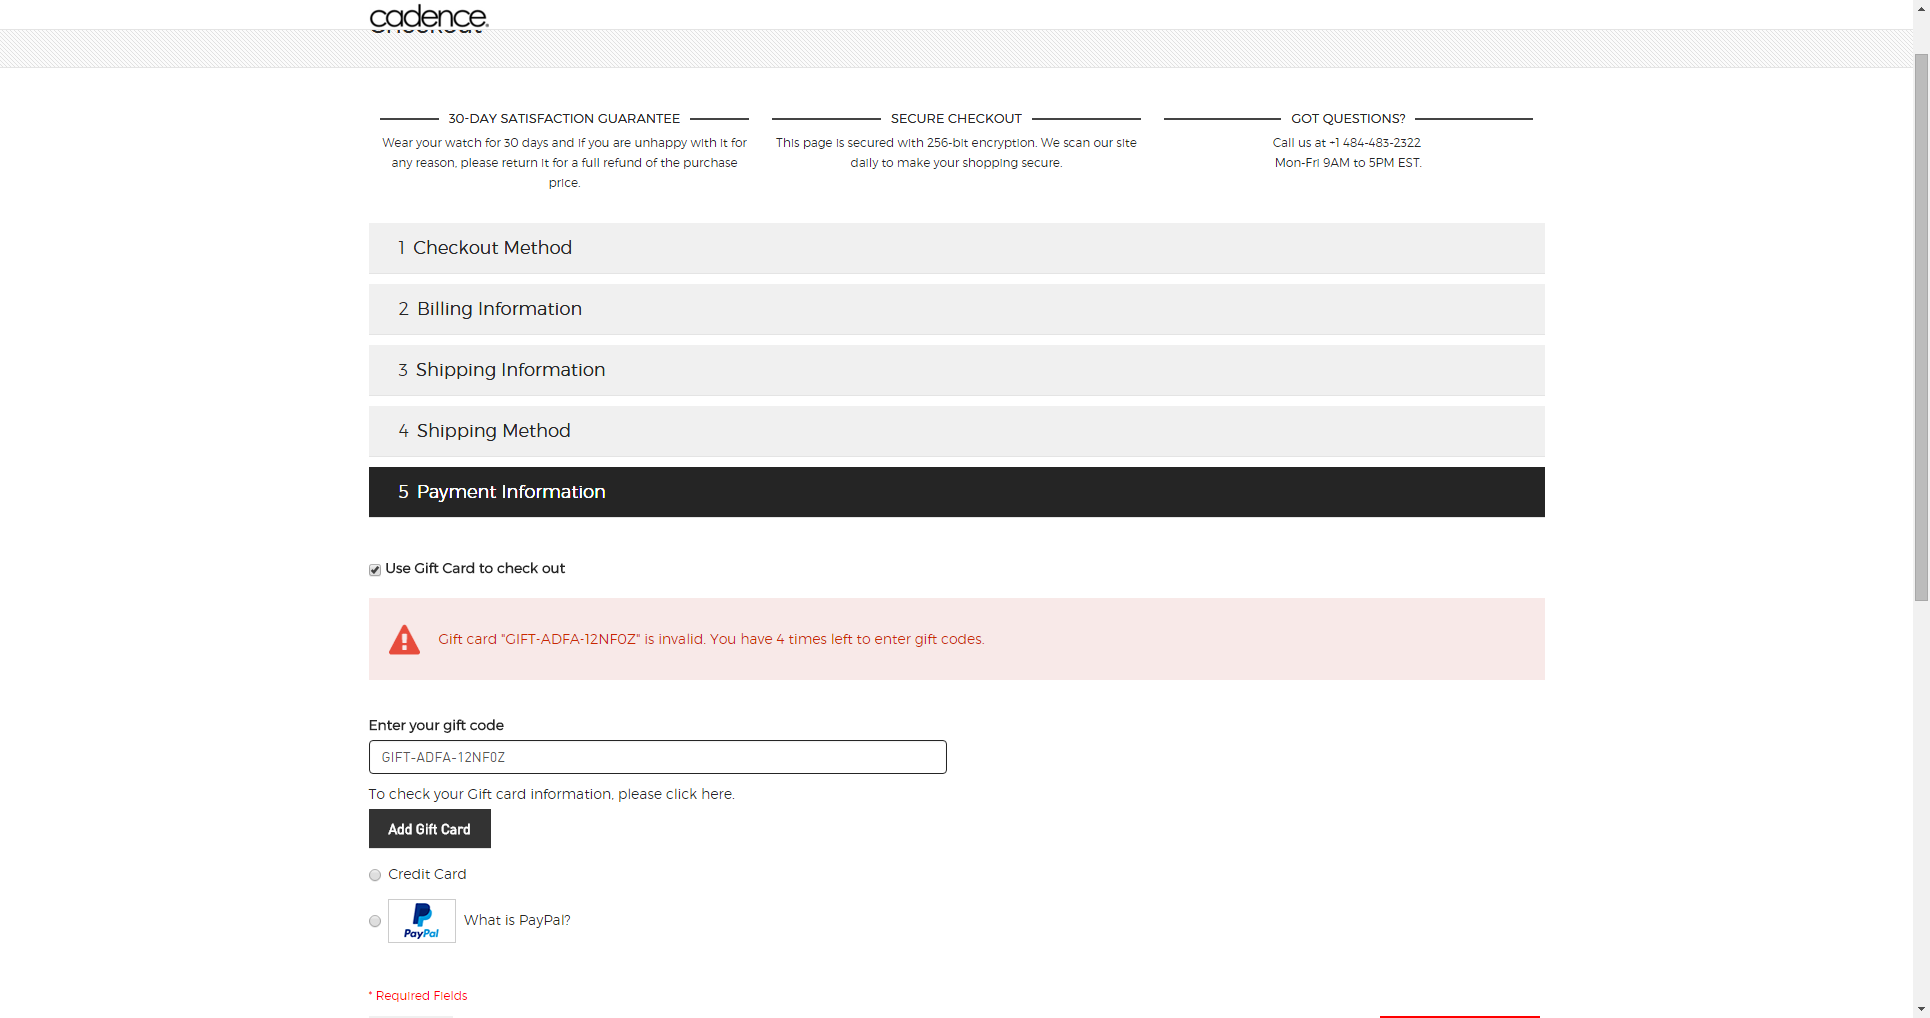 cadence.
Checkout
30-DAY SATISFACTION GUARANTEE
Wear your watch for 30 days and if you are unhappy with it for
any reason, please return it for a full refund of the purchase
price.
SECURE CHECKOUT
This page is secured with 256-bit encryption. We scan our site
daily to make your shopping secure.
GOT QUESTIONS?
Call us at +1 484-483-2322
Mon-Fri 9AM to 5PM EST.
1 Checkout Method
2 Billing Information
3 Shipping Information
4 Shipping Method
5 Payment Information
Use Gift Card to check out
Gift card "GIFT-ADFA-12NF0Z" is invalid. You have 4 times left to enter gift codes.
Enter your gift code
GIFT-ADFA-12NF0Z
To check your Gift card information, please click here.
Add Gift Card
Credit Card
PayPal What is PayPal?
* Required Fields